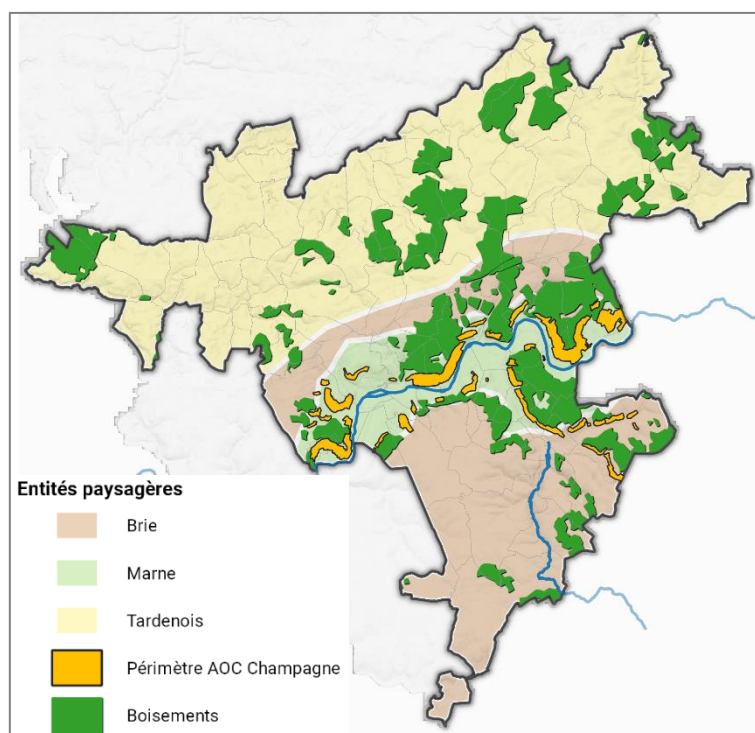 Entités paysagères
Brie
Marne
Tardenois
Périmètre AOC Champagne
Boisements